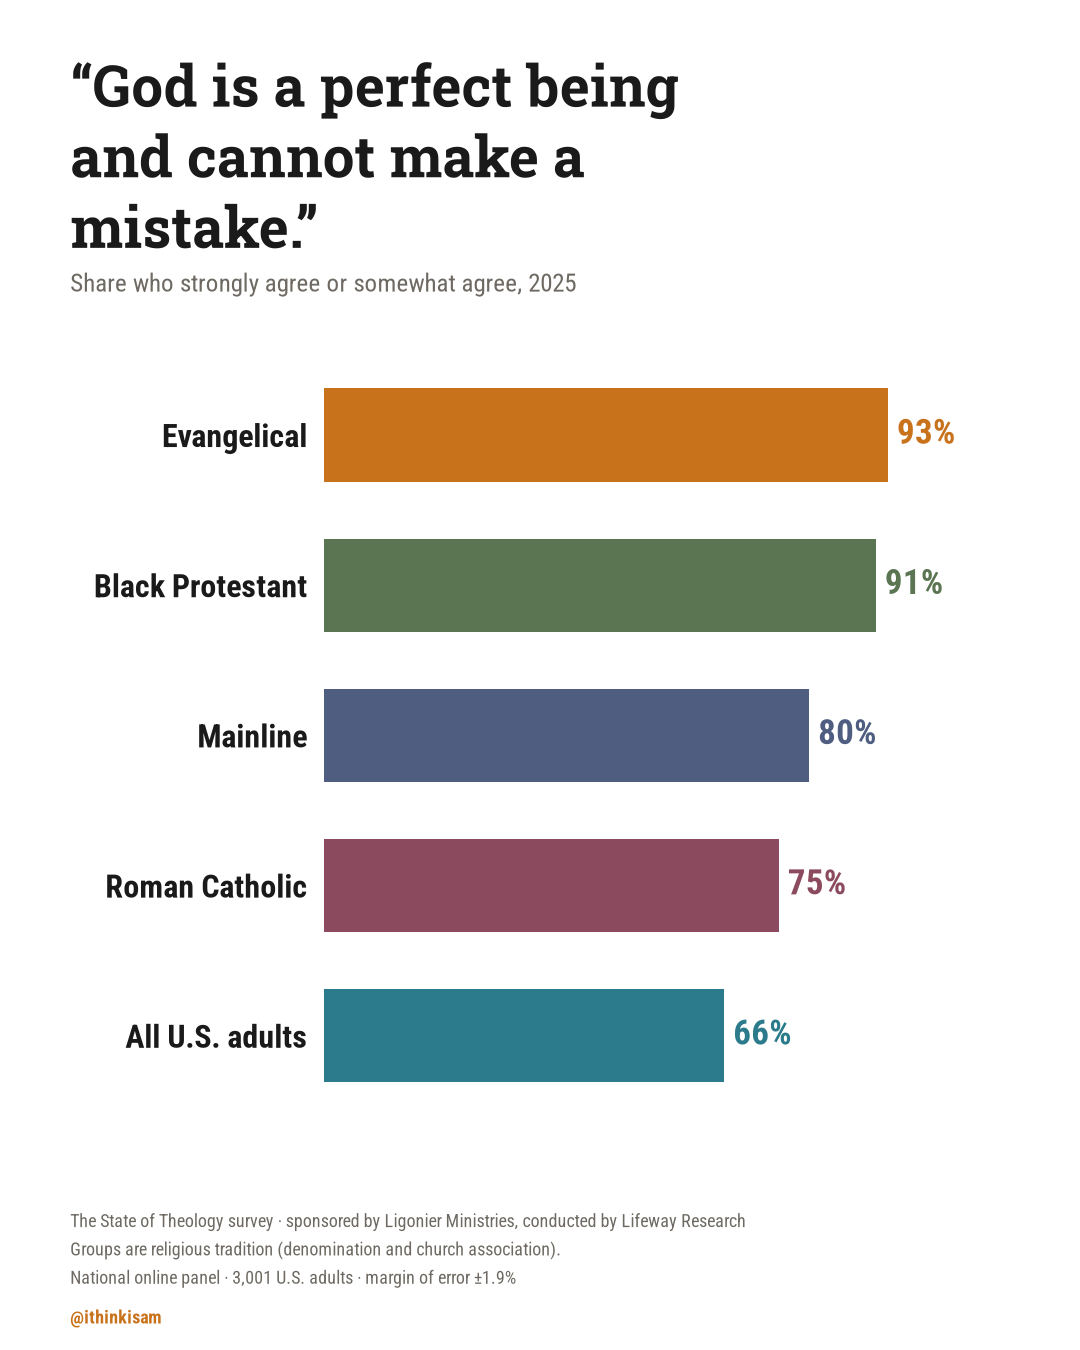 “God is a perfect being
and cannot make a
mistake.”
Share who strongly agree or somewhat agree, 2025
Evangelical 93%
Black Protestant 91%
Mainline 80%
Roman Catholic 75%
All U.S. adults 66%
The State of Theology survey · sponsored by Ligonier Ministries, conducted by Lifeway Research
Groups are religious tradition (denomination and church association).
National online panel · 3,001 U.S. adults · margin of error ±1.9%
@ithinkisam